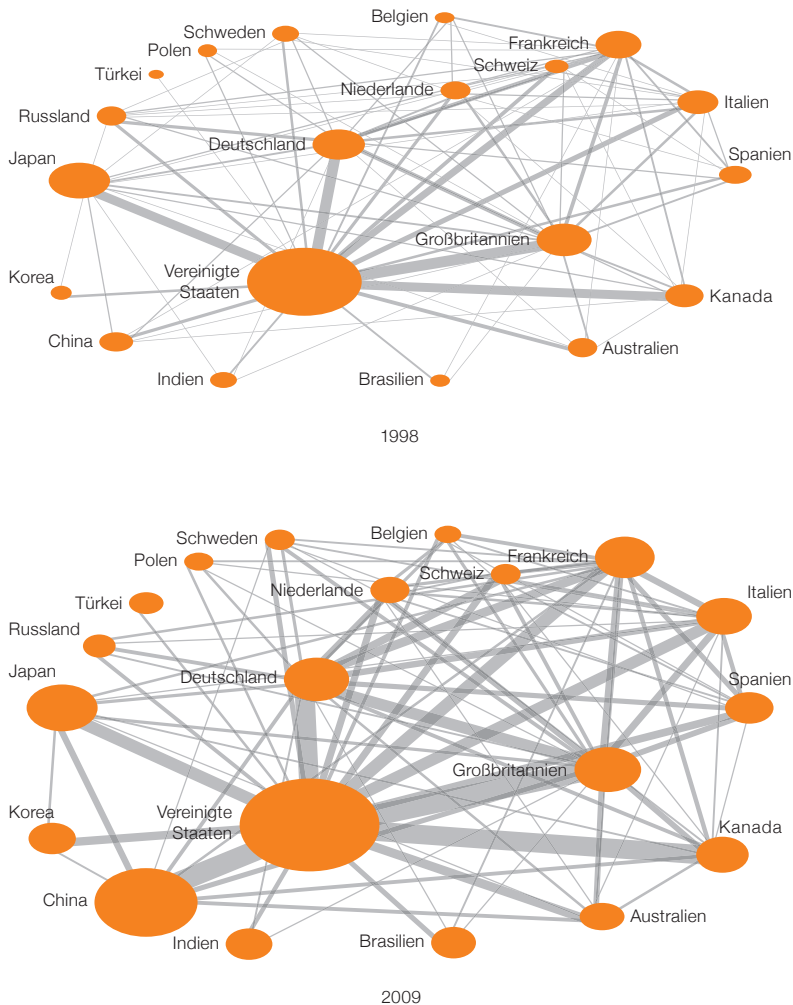 Belgien
Schweden
Frankreich
Polen
Schweiz
Türkei
Niederlande
Italien
Russland
Deutschland
Japan
Spanien
Großbritannien
Vereinigte
Staaten
Korea
Kanada
China
Australien
Indien
Brasilien
1998
Belgien
Schweden
Frankreich
Polen
Schweiz
Niederlande
Italien
Türkei
Russland
Japan
Deutschland
Spanien
Großbritannien
Vereinigte
Staaten
Korea
Kanada
China
Australien
Indien
Brasilien
2009